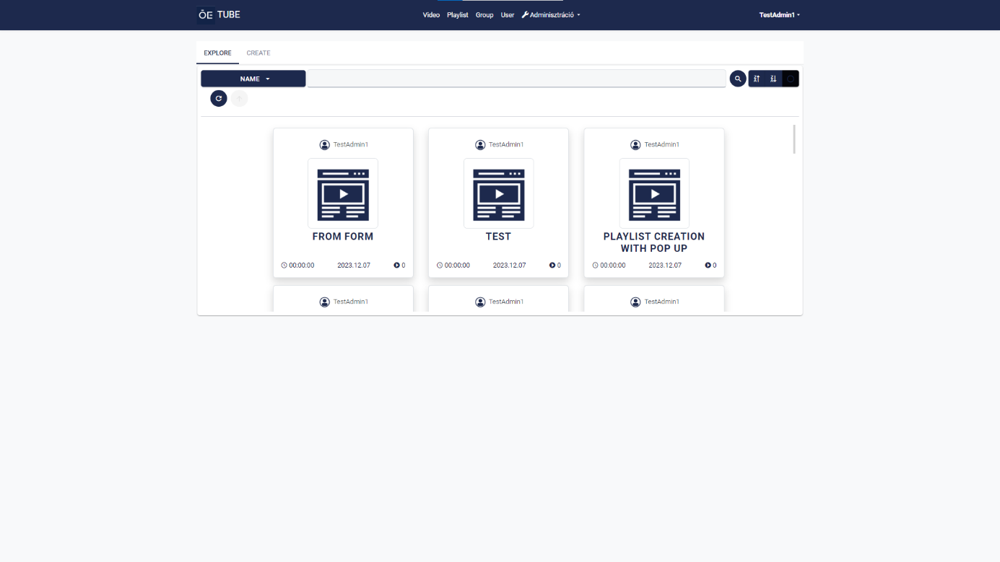 ÓE TUBE
Video Playlist Group User Adminisztráció
TestAdmin1
EXPLORE CREATE
NAME
TestAdmin1
FROM FORM
00:00:00 2023.12.07 0
TestAdmin1
TEST
00:00:00 2023.12.07 0
TestAdmin1
PLAYLIST CREATION
WITH POP UP
00:00:00 2023.12.07 0
TestAdmin1
TestAdmin1
TestAdmin1